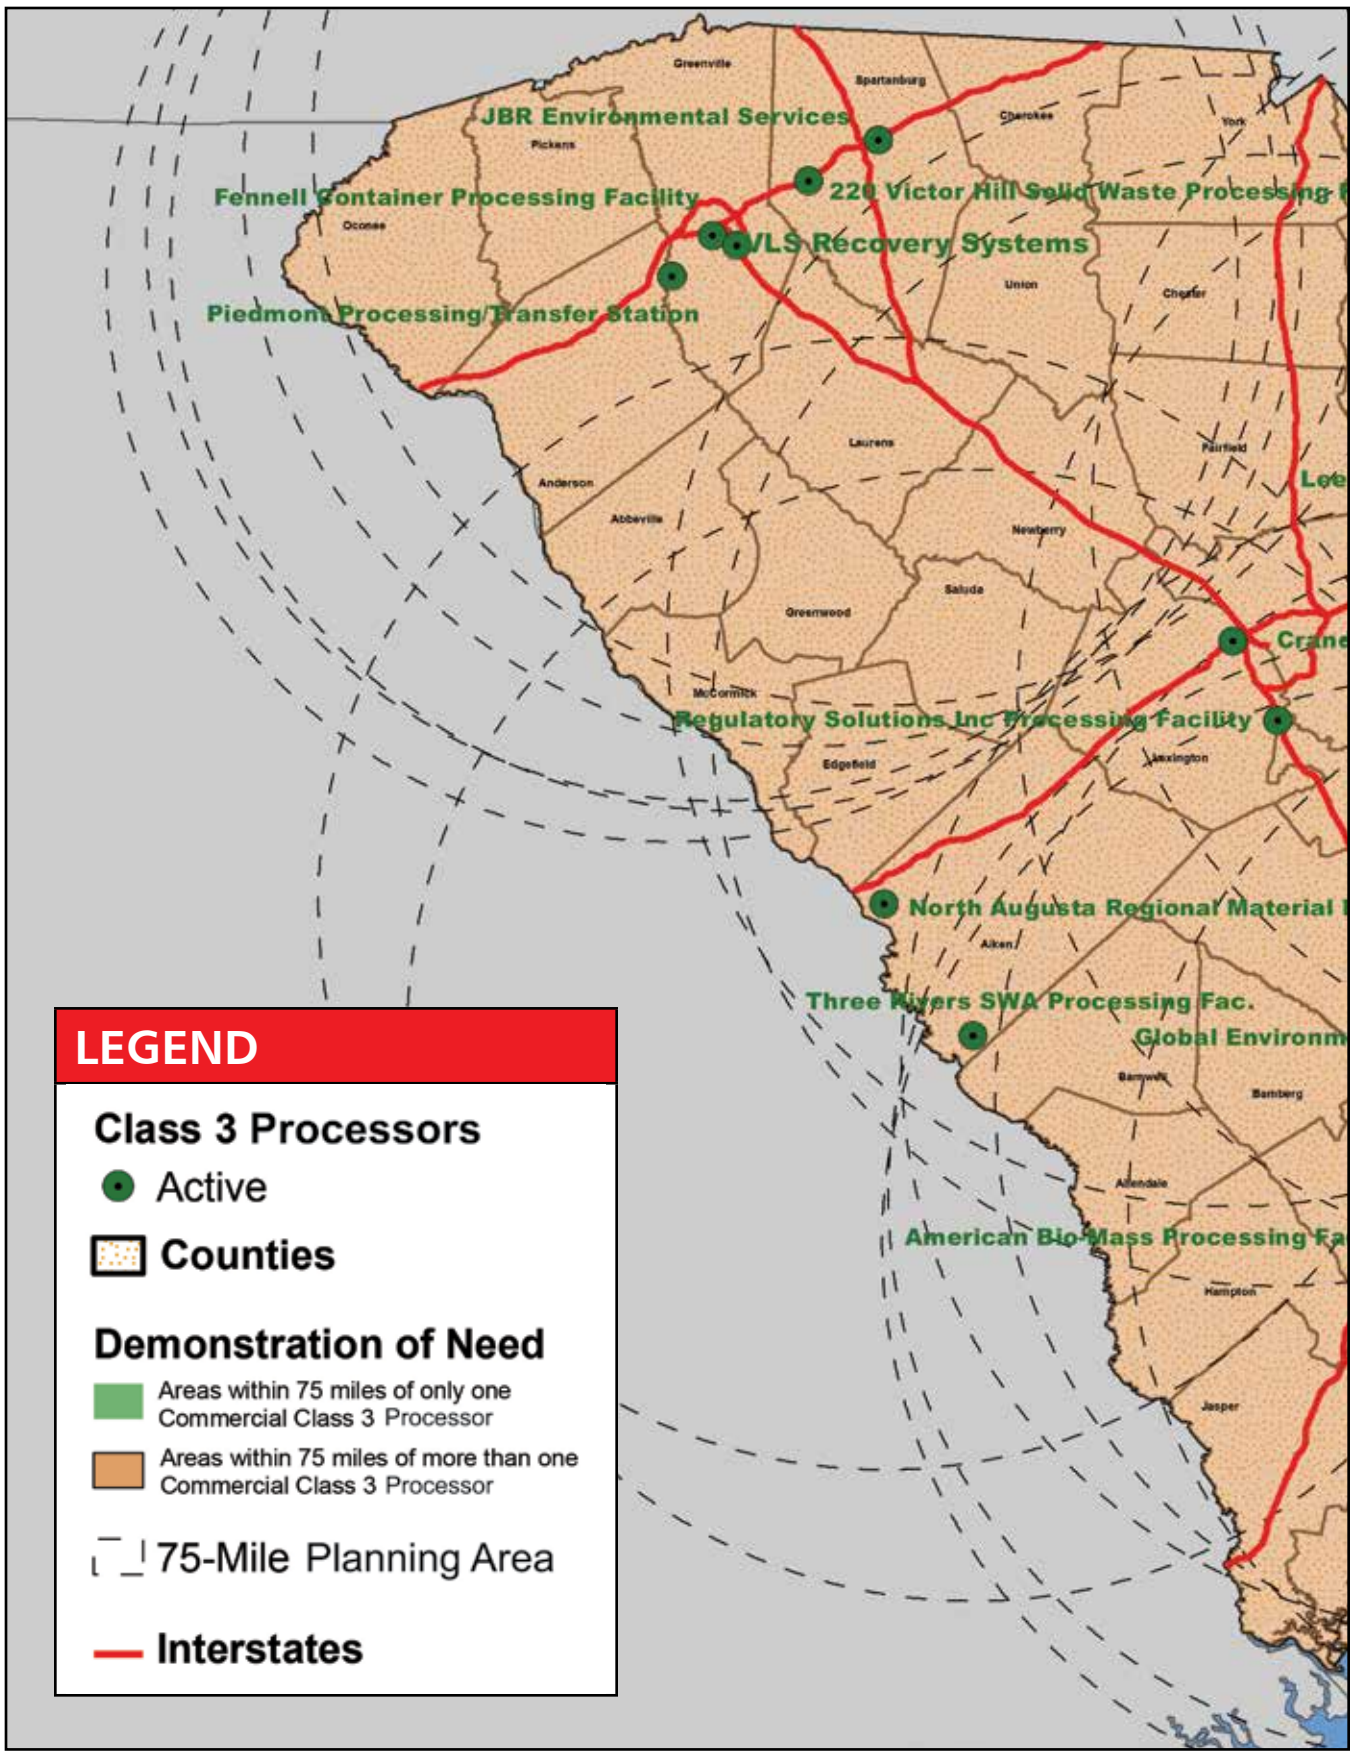 Greenville
Spartanburg
JBR Environmental Services
Cherokee
York
Pickens
Fennell Container Processing Facility
220 Victor Hill Solid Waste Processing
Oconee
VLS Recovery Systems
Union
Chester
Piedmont Processing/Transfer Station
Laurens
Fairfield
Lee
Anderson
Abbeville
Newberry
Saluda
Greenwood
Crane
McCormick
Regulatory Solutions Inc Processing Facility
Edgefield
Lexington
North Augusta Regional Material
Aiken
Three Rivers SWA Processing Fac.
Global Environm
Barnwell
Bamberg
Allendale
American Bio-Mass Processing Fa
Hampton
Jasper
LEGEND
Class 3 Processors
Active
Counties
Demonstration of Need
Areas within 75 miles of only one
Commercial Class 3 Processor
Areas within 75 miles of more than one
Commercial Class 3 Processor
75-Mile Planning Area
Interstates